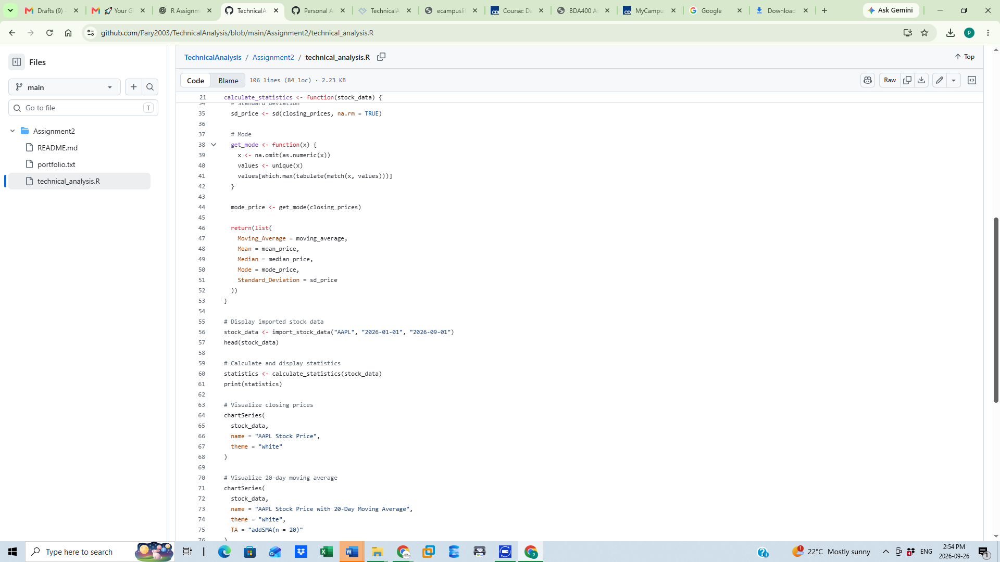 Drafts (9) -
Your Gi
R Assignm
TechnicalA
Personal A
TechnicalA
ecampusli
Course: Da
BDA400 As
MyCampu
Google
Download
Ask Gemini
github.com/Pary2003/TechnicalAnalysis/blob/main/Assignment2/technical_analysis.R
P
Files
main
Go to file
T
Assignment2
README.md
portfolio.txt
technical_analysis.R
TechnicalAnalysis / Assignment2 / technical_analysis.R
Top
Code Blame 106 lines (84 loc) · 2.23 KB
Raw
21 calculate_statistics <- function(stock_data) {
34 # Standard deviation
35 sd_price <- sd(closing_prices, na.rm = TRUE)
36
37 # Mode
38 get_mode <- function(x) {
39 x <- na.omit(as.numeric(x))
40 values <- unique(x)
41 values[which.max(tabulate(match(x, values)))]
42 }
43
44 mode_price <- get_mode(closing_prices)
45
46 return(list(
47 Moving_Average = moving_average,
48 Mean = mean_price,
49 Median = median_price,
50 Mode = mode_price,
51 Standard_Deviation = sd_price
52 ))
53 }
54
55 # Display imported stock data
56 stock_data <- import_stock_data("AAPL", "2026-01-01", "2026-09-01")
57 head(stock_data)
58
59 # Calculate and display statistics
60 statistics <- calculate_statistics(stock_data)
61 print(statistics)
62
63 # Visualize closing prices
64 chartSeries(
65 stock_data,
66 name = "AAPL Stock Price",
67 theme = "white"
68 )
69
70 # Visualize 20-day moving average
71 chartSeries(
72 stock_data,
73 name = "AAPL Stock Price with 20-Day Moving Average",
74 theme = "white",
75 TA = "addSMA(n = 20)"
76 )
Type here to search
22°C Mostly sunny
ENG
2:54 PM
2026-09-26